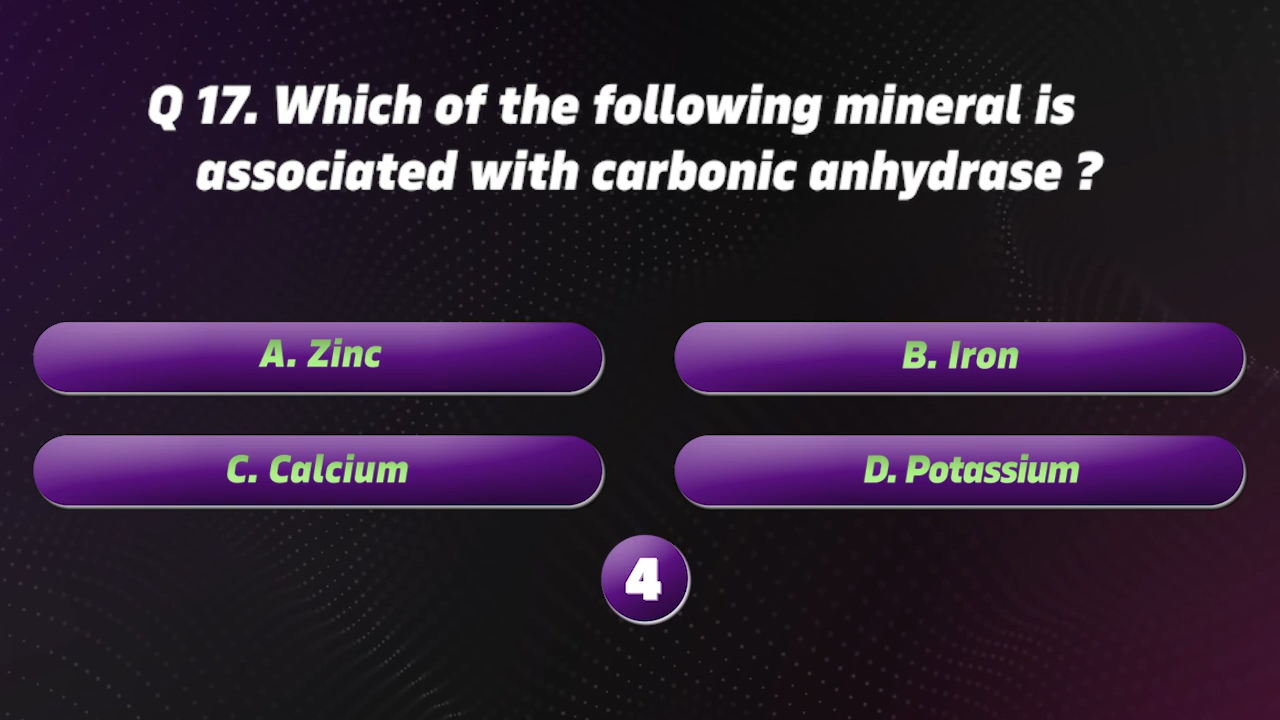 Q 17. Which of the following mineral is
associated with carbonic anhydrase ?
A. Zinc
B. Iron
C. Calcium
D. Potassium
4